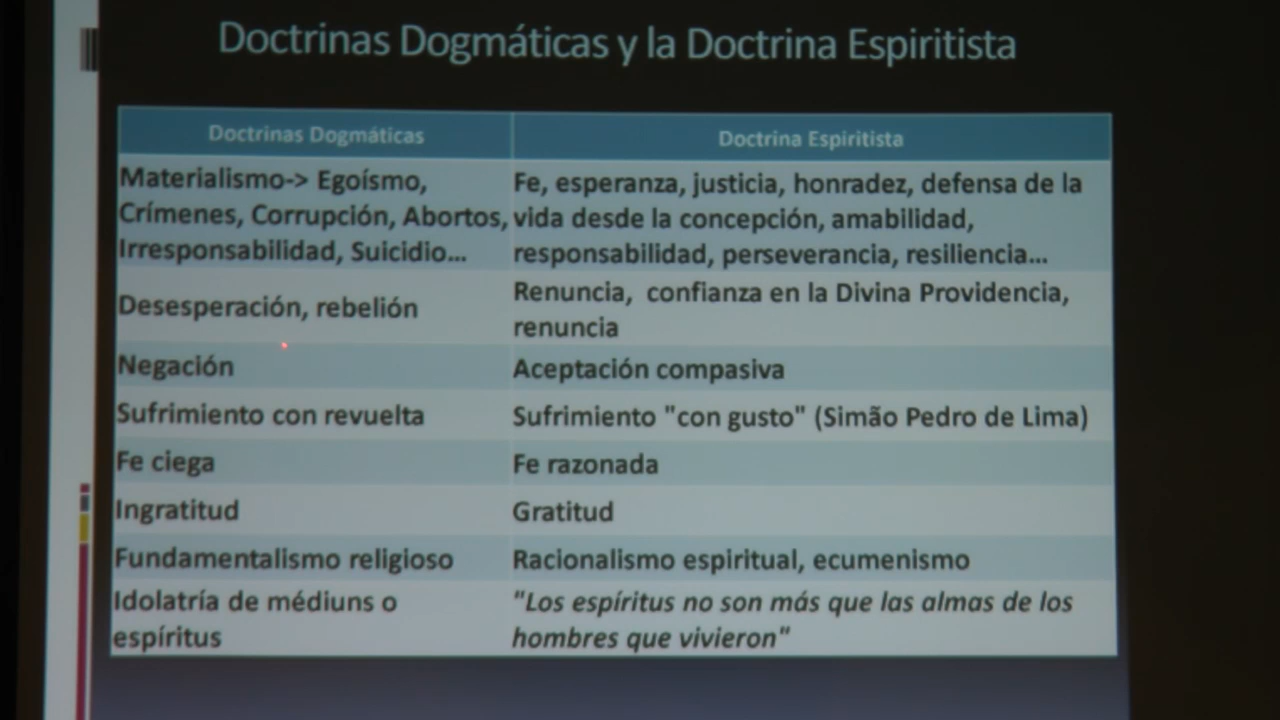 Doctrinas Dogmáticas y la Doctrina Espiritista
Doctrinas Dogmáticas
Doctrina Espiritista
Materialismo-> Egoísmo,
Crímenes, Corrupción, Abortos,
Irresponsabilidad, Suicidio...
Fe, esperanza, justicia, honradez, defensa de la
vida desde la concepción, amabilidad,
responsabilidad, perseverancia, resiliencia...
Desesperación, rebelión
Renuncia, confianza en la Divina Providencia,
renuncia
Negación
Aceptación compasiva
Sufrimiento con revuelta
Sufrimiento "con gusto" (Simão Pedro de Lima)
Fe ciega
Fe razonada
Ingratitud
Gratitud
Fundamentalismo religioso
Racionalismo espiritual, ecumenismo
Idolatría de médiuns o
espíritus
"Los espíritus no son más que las almas de los
hombres que vivieron"